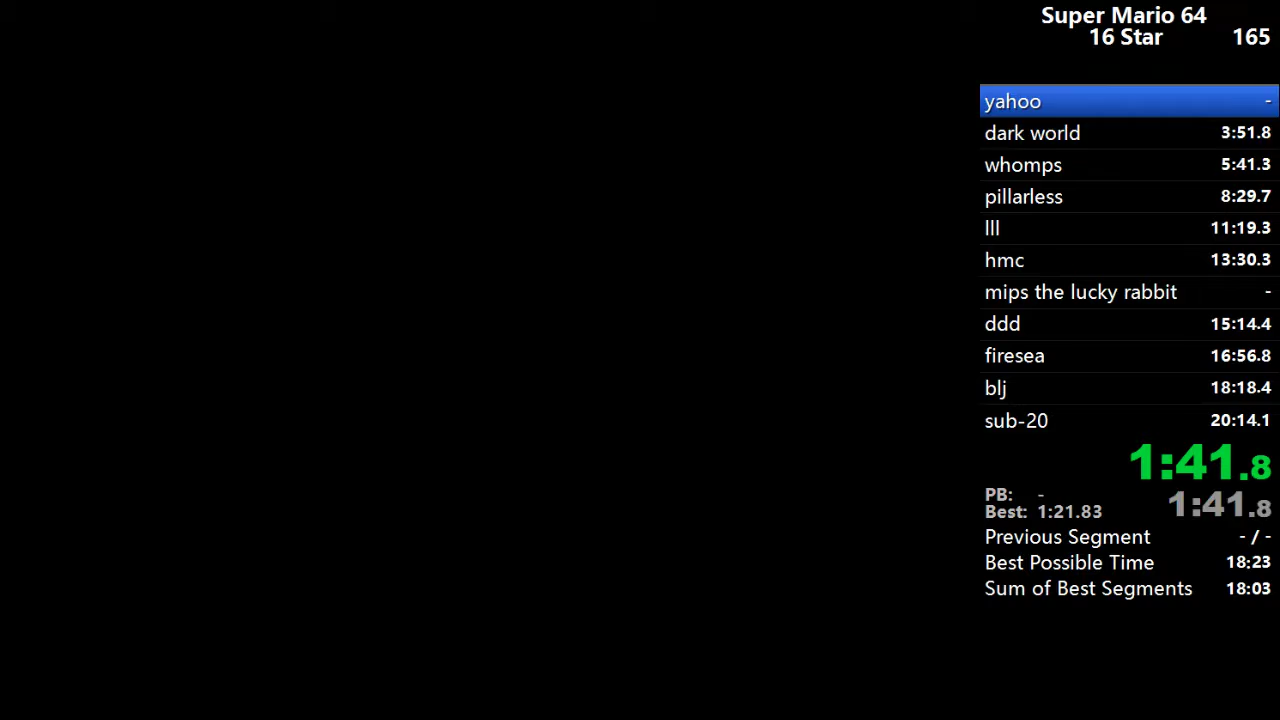 Super Mario 64
16 Star 165
yahoo -
dark world 3:51.8
whomps 5:41.3
pillarless 8:29.7
lll 11:19.3
hmc 13:30.3
mips the lucky rabbit -
ddd 15:14.4
firesea 16:56.8
blj 18:18.4
sub-20 20:14.1
1:41.8
PB: -
Best: 1:21.83 1:41.8
Previous Segment - / -
Best Possible Time 18:23
Sum of Best Segments 18:03